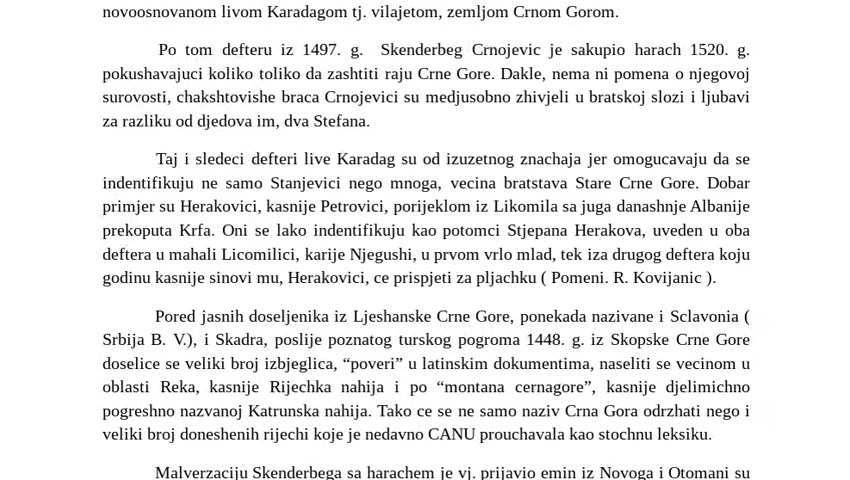 novoosnovanom livom Karadagom tj. vilajetom, zemljom Crnom Gorom.
Po tom defteru iz 1497. g. Skenderbeg Crnojevic je sakupio harach 1520. g.
pokushavajuci koliko toliko da zashtiti raju Crne Gore. Dakle, nema ni pomena o njegovoj
surovosti, chakshtovishe braca Crnojevici su medjusobno zhivjeli u bratskoj slozi i ljubavi
za razliku od djedova im, dva Stefana.
Taj i sledeci defteri live Karadag su od izuzetnog znachaja jer omogucavaju da se
indentifikuju ne samo Stanjevici nego mnoga, vecina bratstava Stare Crne Gore. Dobar
primjer su Herakovici, kasnije Petrovici, porijeklom iz Likomila sa juga danashnje Albanije
prekoputa Krfa. Oni se lako indentifikuju kao potomci Stjepana Herakova, uveden u oba
deftera u mahali Licomilici, karije Njegushi, u prvom vrlo mlad, tek iza drugog deftera koju
godinu kasnije sinovi mu, Herakovici, ce prispjeti za pljachku ( Pomeni. R. Kovijanic ).
Pored jasnih doseljenika iz Ljeshanske Crne Gore, ponekada nazivane i Sclavonia (
Srbija B. V.), i Skadra, poslije poznatog turskog pogroma 1448. g. iz Skopske Crne Gore
doselice se veliki broj izbjeglica, “poveri” u latinskim dokumentima, naseliti se vecinom u
oblasti Reka, kasnije Rijechka nahija i po “montana cernagore”, kasnije djelimichno
pogreshno nazvanoj Katrunska nahija. Tako ce se ne samo naziv Crna Gora odrzhati nego i
veliki broj doneshenih rijechi koje je nedavno CANU prouchavala kao stochnu leksiku.
Malverzaciju Skenderbega sa harachem je vj. prijavio emin iz Novoga i Otomani su